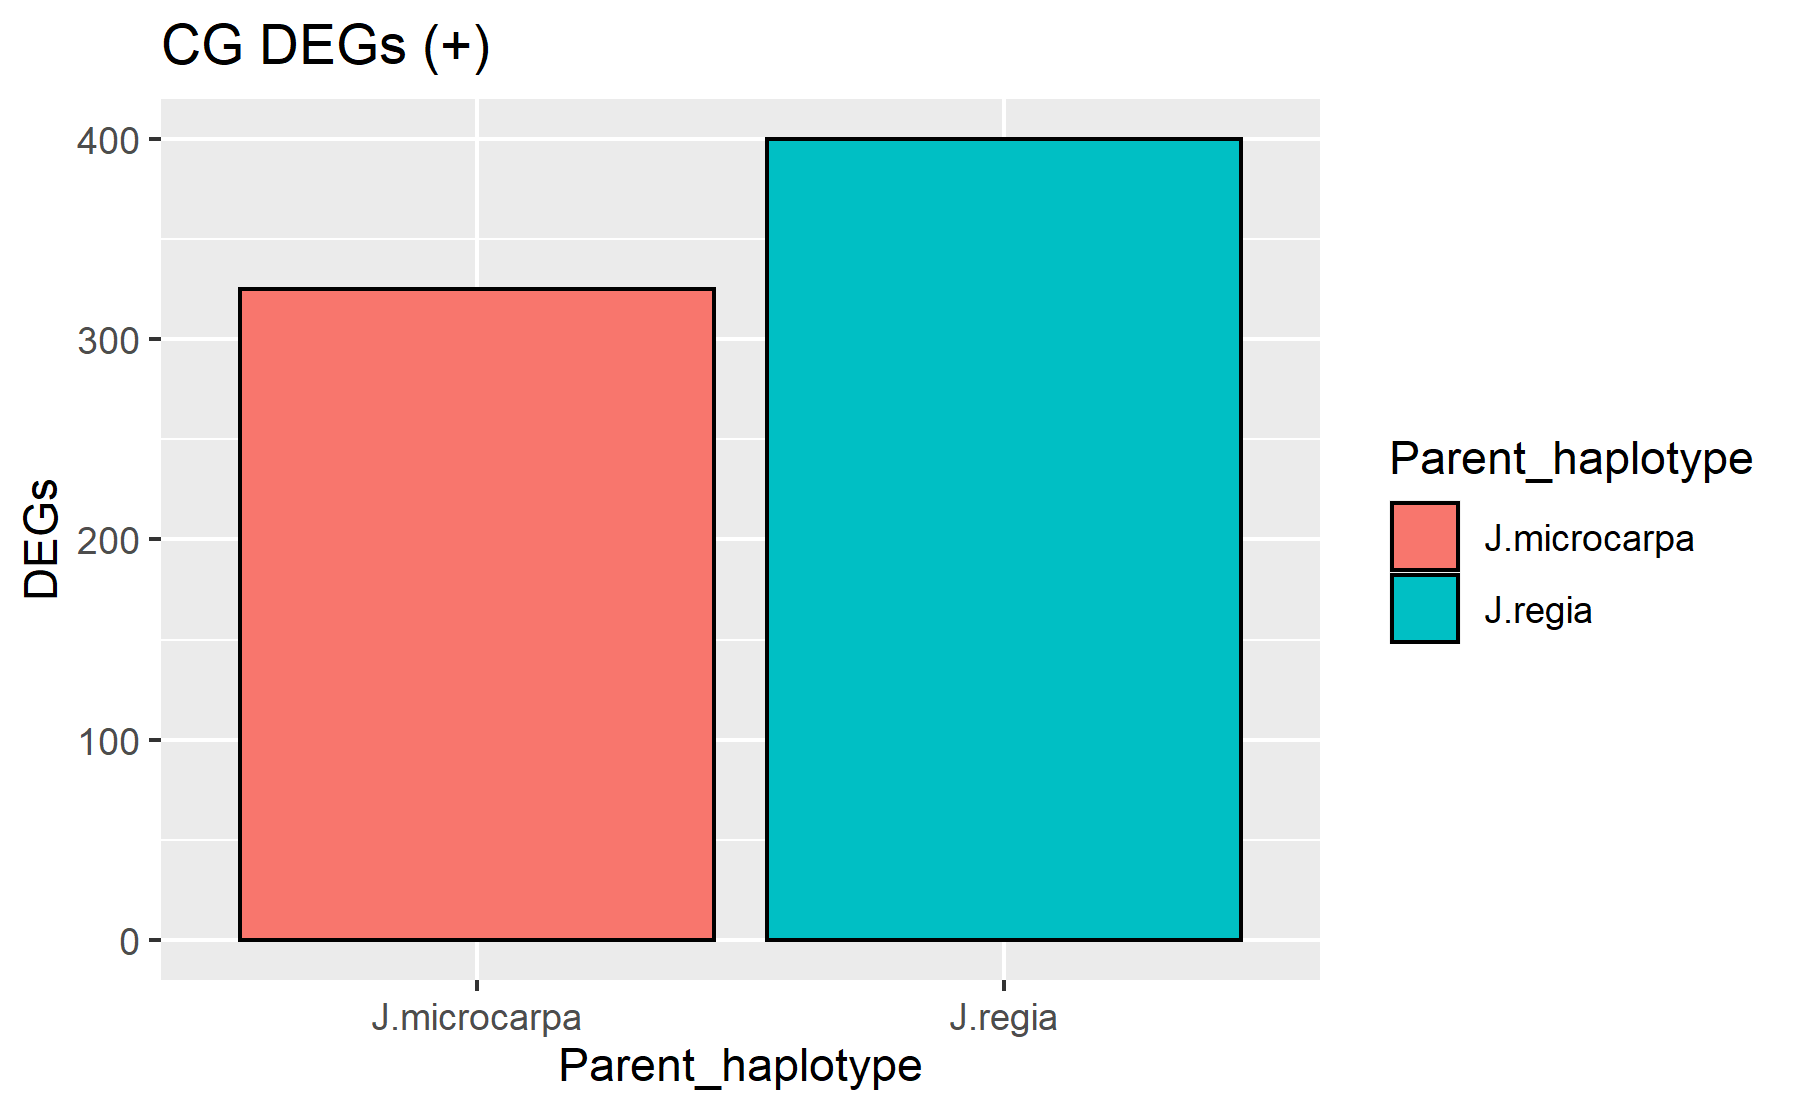 CG DEGs (+)
400
300
200
100
0
DEGs
J.microcarpa
J.regia
Parent_haplotype
Parent_haplotype
J.microcarpa
J.regia